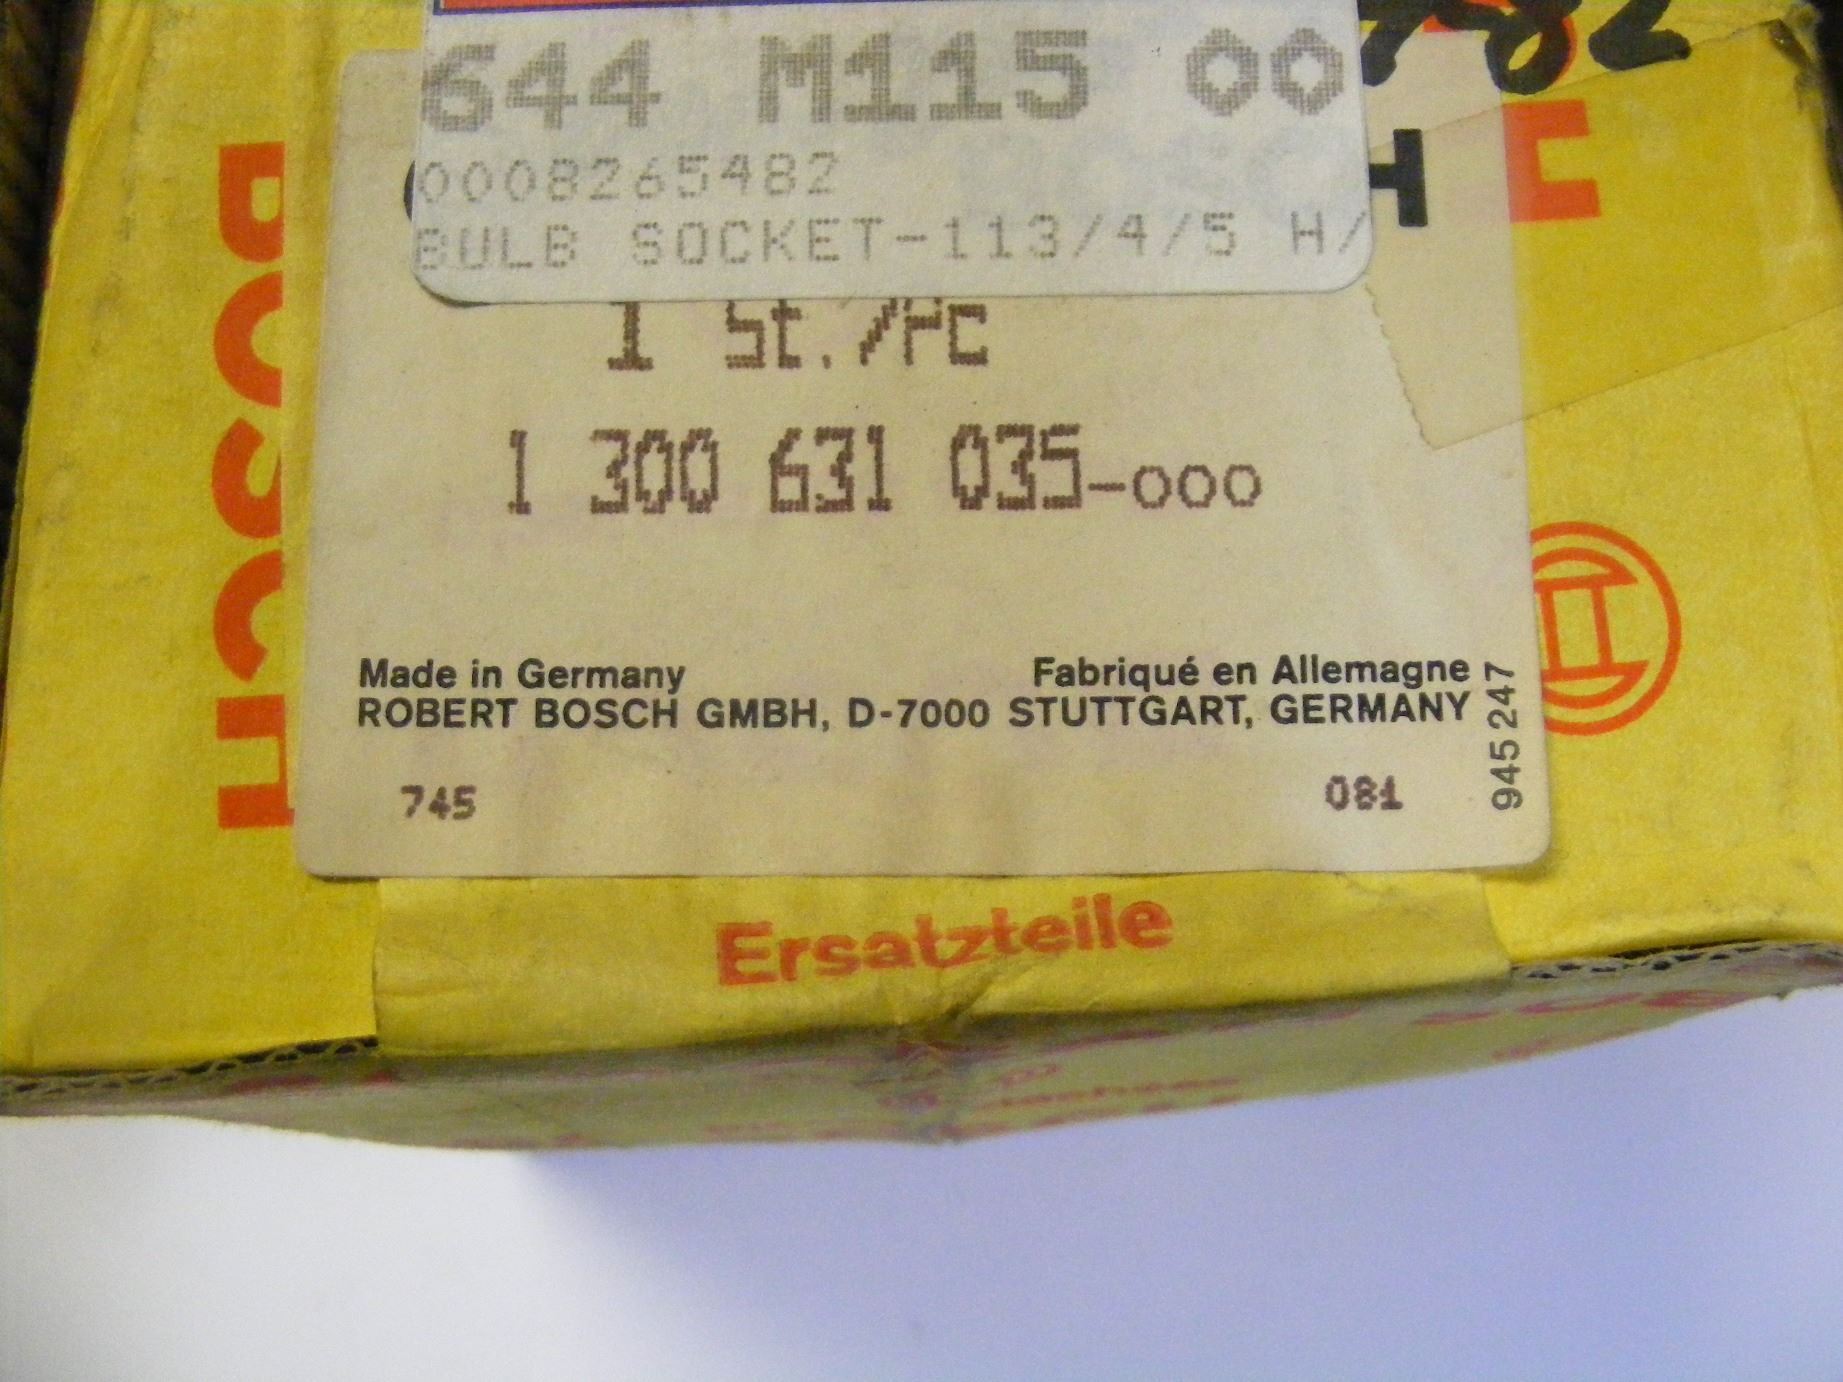 644 M115 00
0008265482
BULB SOCKET-113/4/5 H/
H
1 St./PC
1 300 631 035-000
Made in Germany
Fabriqué en Allemagne
ROBERT BOSCH GMBH, D-7000 STUTTGART, GERMANY
945 247
745
081
Ersatzteile
BOSCH